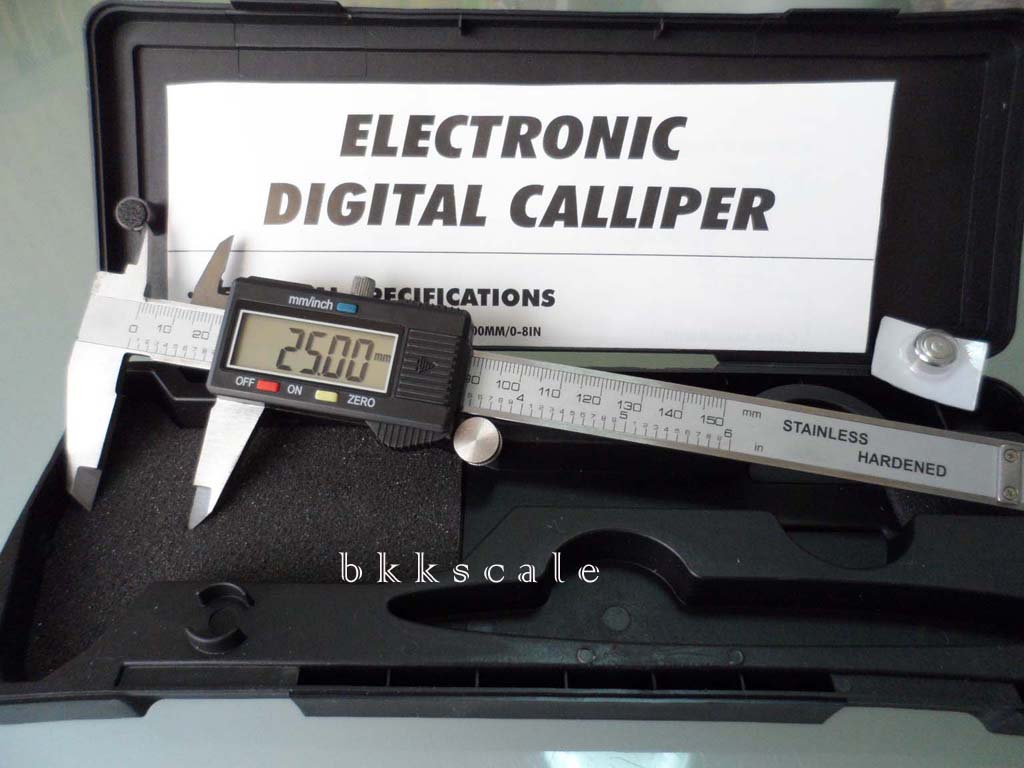 ELECTRONIC
DIGITAL CALLIPER
SPECIFICATIONS
00MM/0-8IN
mm/inch
25.00 mm
OFF ON ZERO
0 10 20
100 110 120 130 140 150 mm
4 5 6 in
STAINLESS
HARDENED
bkkscale